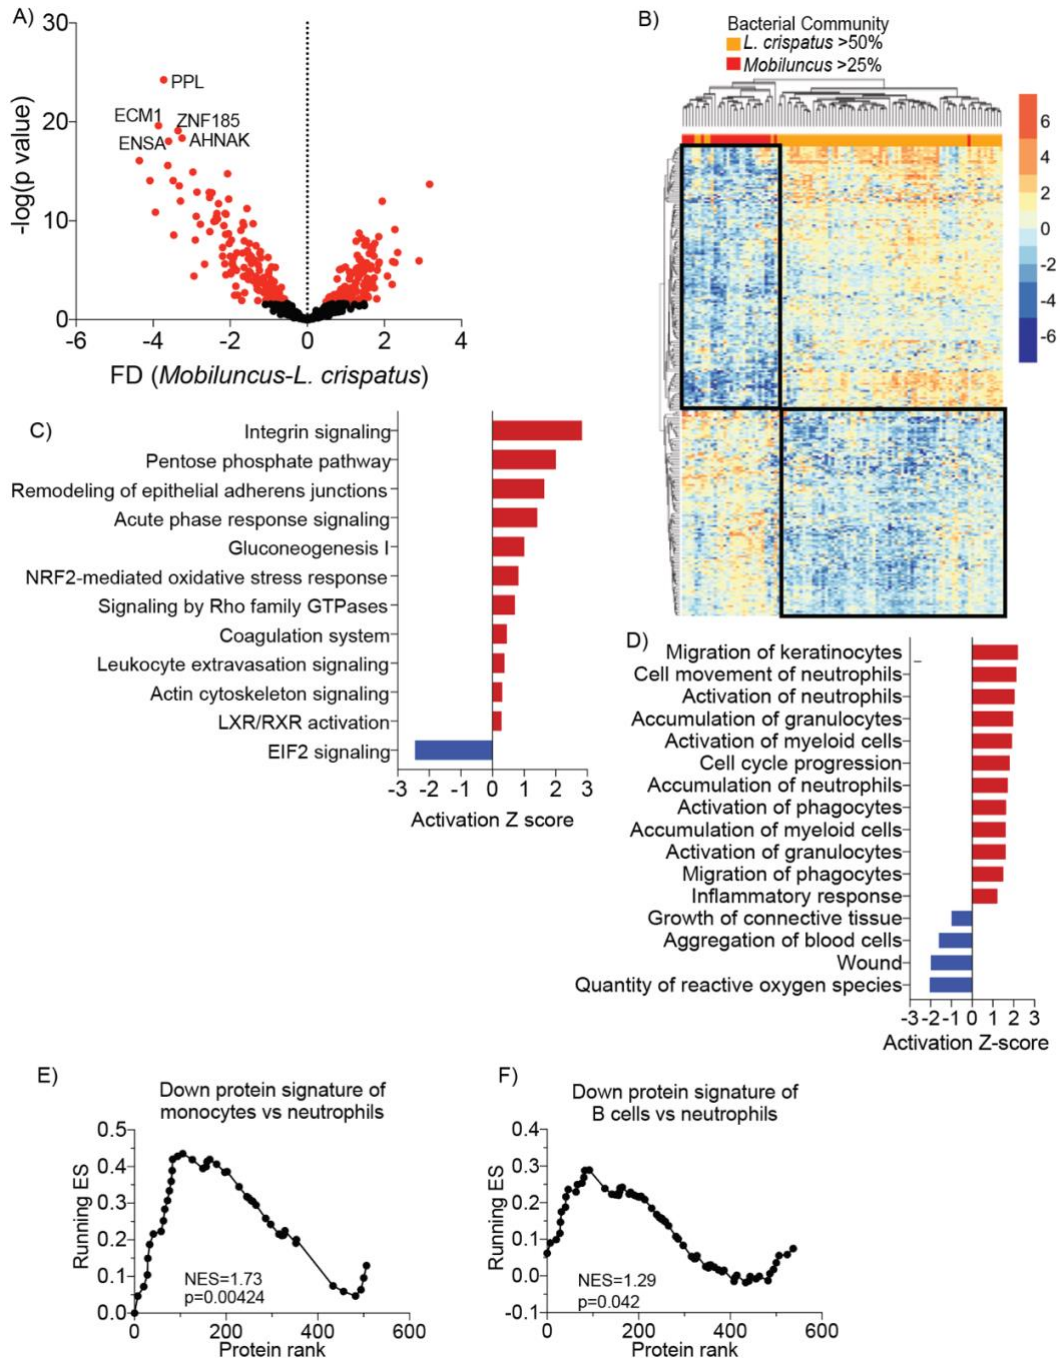 A)
30
20
10
0
-log(p value)
PPL
ECM1
ZNF185
ENSA
AHNAK
-6 -4 -2 0 2 4
FD (Mobiluncus-L. crispatus)
B)
Bacterial Community
L. crispatus >50%
Mobiluncus >25%
6
4
2
0
-2
-4
-6
C)
Integrin signaling
Pentose phosphate pathway
Remodeling of epithelial adherens junctions
Acute phase response signaling
Gluconeogenesis I
NRF2-mediated oxidative stress response
Signaling by Rho family GTPases
Coagulation system
Leukocyte extravasation signaling
Actin cytoskeleton signaling
LXR/RXR activation
EIF2 signaling
-3 -2 -1 0 1 2 3
Activation Z score
D)
Migration of keratinocytes
Cell movement of neutrophils
Activation of neutrophils
Accumulation of granulocytes
Activation of myeloid cells
Cell cycle progression
Accumulation of neutrophils
Activation of phagocytes
Accumulation of myeloid cells
Activation of granulocytes
Migration of phagocytes
Inflammatory response
Growth of connective tissue
Aggregation of blood cells
Wound
Quantity of reactive oxygen species
-3 -2 -1 0 1 2 3
Activation Z-score
E)
Down protein signature of
monocytes vs neutrophils
0.5
0.4
0.3
0.2
0.1
0.0
Running ES
NES=1.73
p=0.00424
0 200 400 600
Protein rank
F)
Down protein signature of
B cells vs neutrophils
0.4
0.3
0.2
0.1
0.0
-0.1
Running ES
NES=1.29
p=0.042
0 200 400 600
Protein rank